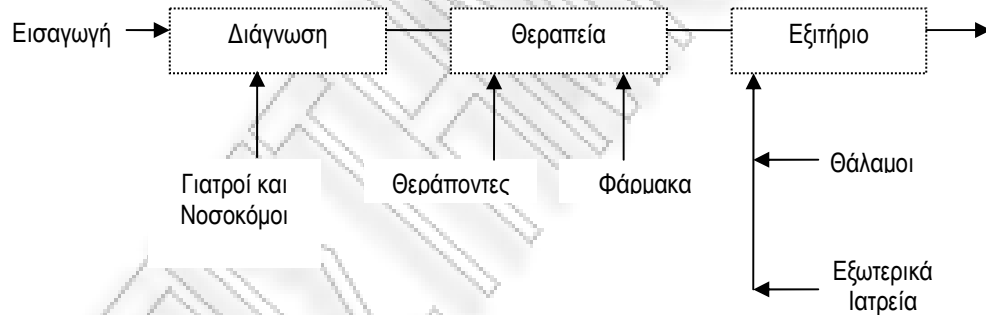 Εισαγωγή
Διάγνωση
Θεραπεία
Εξιτήριο
Γιατροί και
Νοσοκόμοι
Θεράποντες
Φάρμακα
Θάλαμοι
Εξωτερικά
Ιατρεία